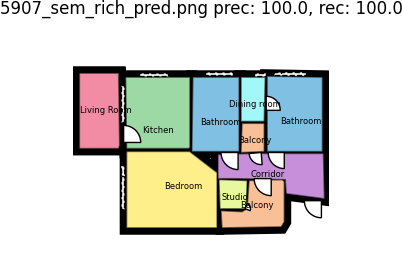 5907_sem_rich_pred.png prec: 100.0, rec: 100.0
Living Room
Dining room
Kitchen
Bathroom
Bathroom
Balcony
Corridor
Bedroom
Studio
Balcony